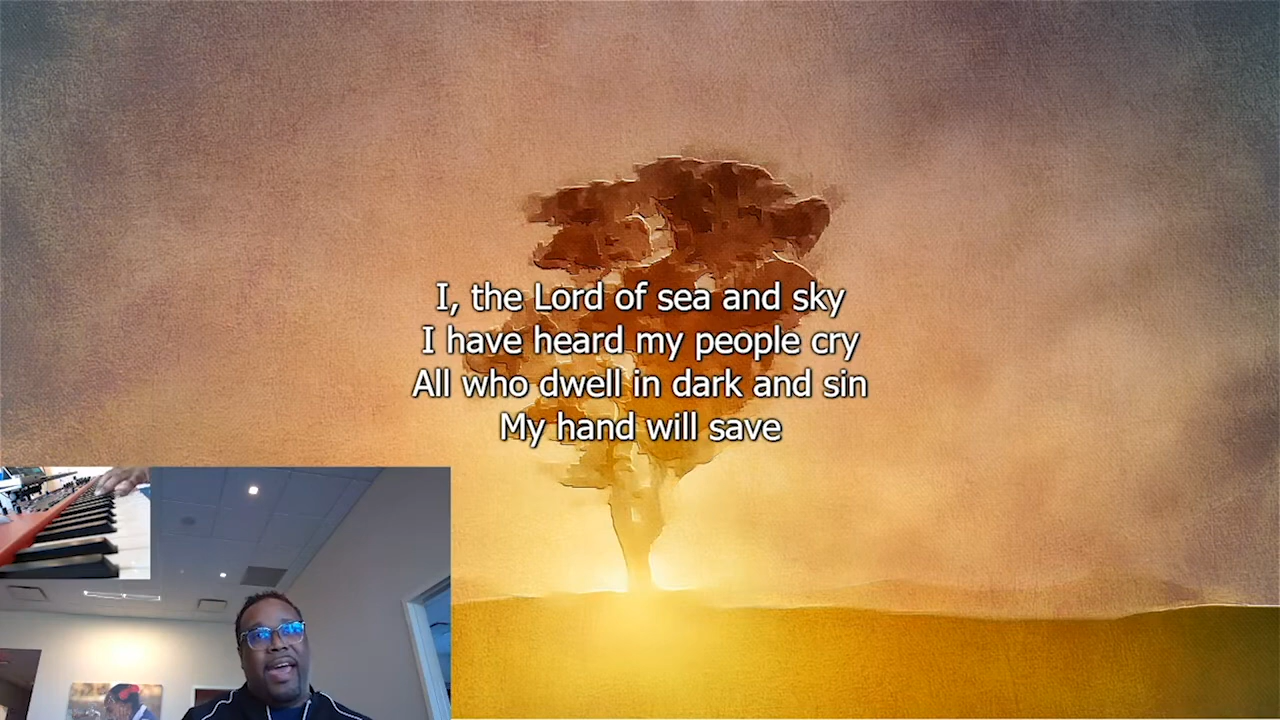 I, the Lord of sea and sky
I have heard my people cry
All who dwell in dark and sin
My hand will save